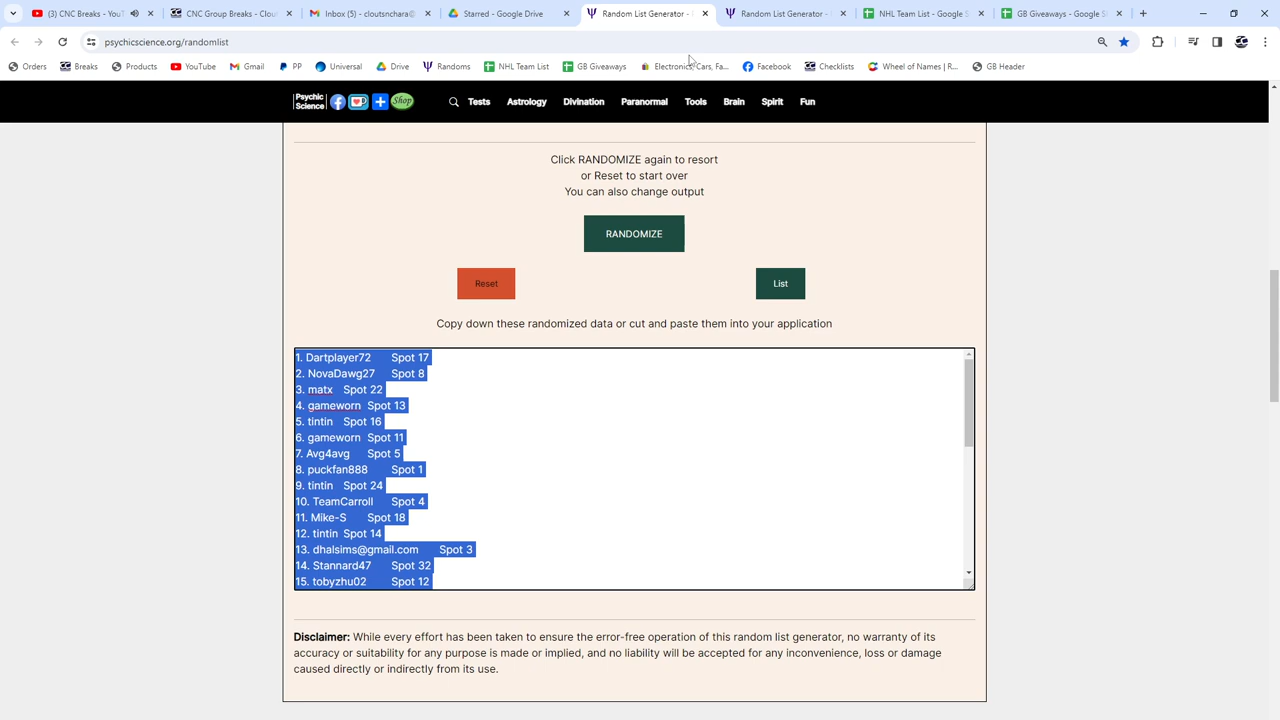 (3) CNC Breaks - YouT
CNC Group Breaks - Clou
Inbox (5) - cloutsnchara
Starred - Google Drive
Random List Generator -
Random List Generator -
NHL Team List - Google S
GB Giveaways - Google Sh
psychicscience.org/randomlist
Orders
Breaks
Products
YouTube
Gmail
PP
Universal
Drive
Randoms
NHL Team List
GB Giveaways
Electronics, Cars, Fa...
Facebook
Checklists
Wheel of Names | R...
GB Header
Psychic
Science
Shop
Tests
Astrology
Divination
Paranormal
Tools
Brain
Spirit
Fun
Click RANDOMIZE again to resort
or Reset to start over
You can also change output
RANDOMIZE
Reset
List
Copy down these randomized data or cut and paste them into your application
1. Dartplayer72 Spot 17
2. NovaDawg27 Spot 8
3. matx Spot 22
4. gameworn Spot 13
5. tintin Spot 16
6. gameworn Spot 11
7. Avg4avg Spot 5
8. puckfan888 Spot 1
9. tintin Spot 24
10. TeamCarroll Spot 4
11. Mike-S Spot 18
12. tintin Spot 14
13. dhalsims@gmail.com Spot 3
14. Stannard47 Spot 32
15. tobyzhu02 Spot 12
Disclaimer: While every effort has been taken to ensure the error-free operation of this random list generator, no warranty of its
accuracy or suitability for any purpose is made or implied, and no liability will be accepted for any inconvenience, loss or damage
caused directly or indirectly from its use.